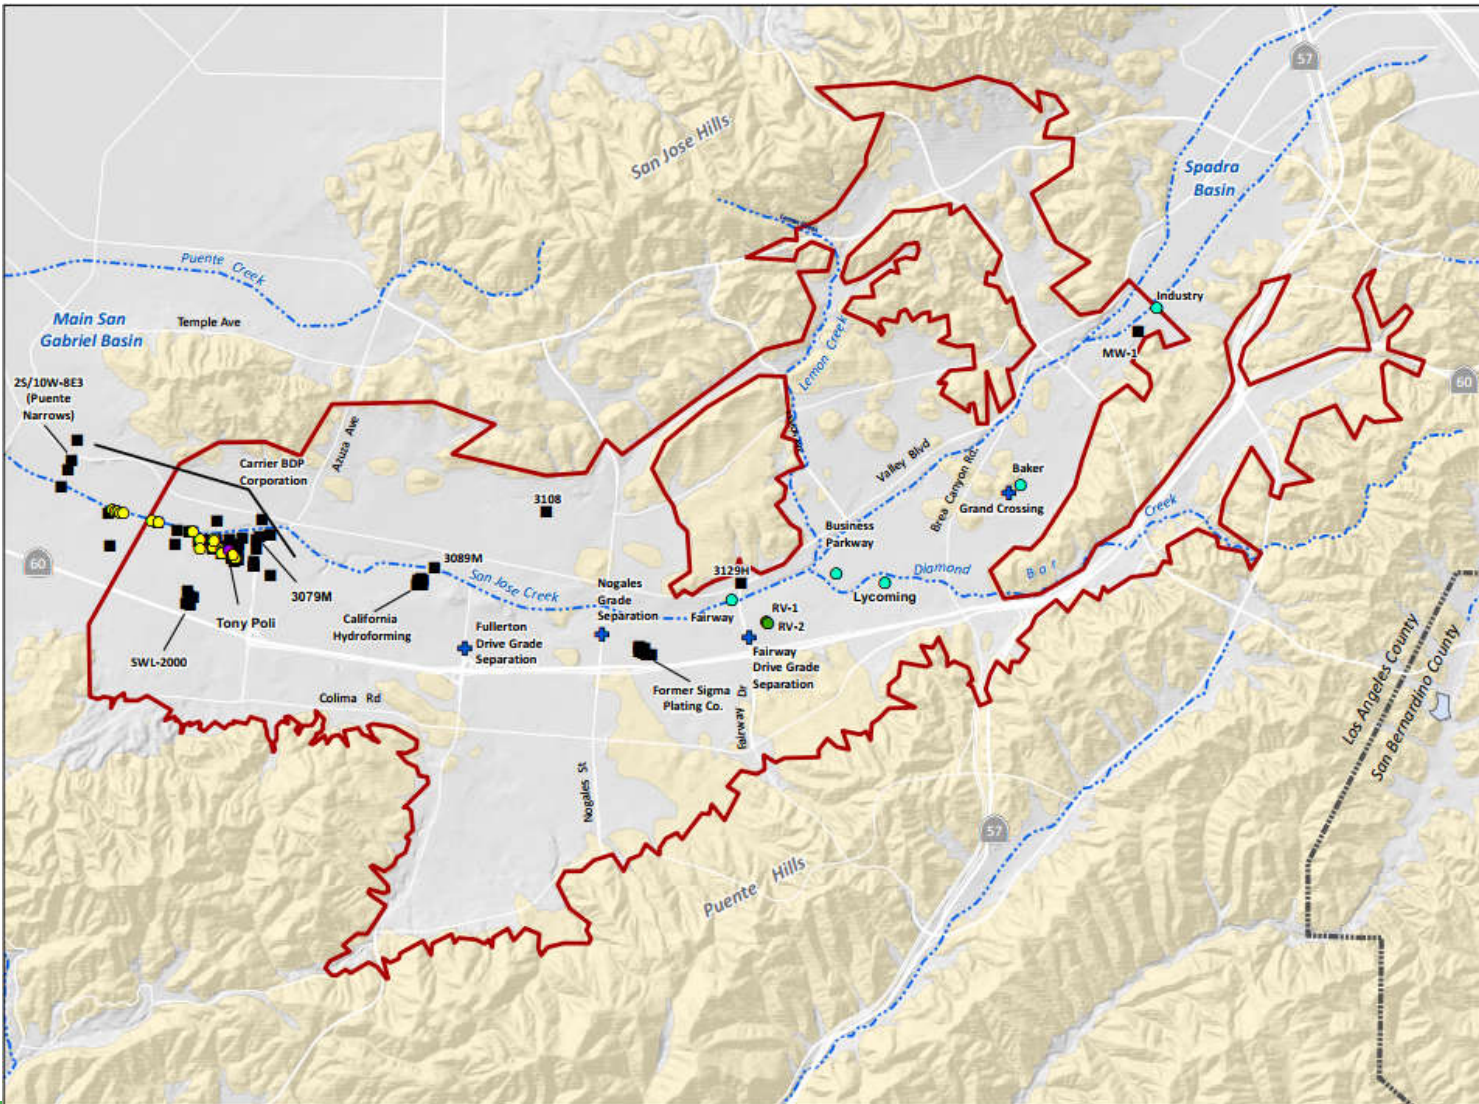 57
San Jose Hills
Spadra
Basin
Puente Creek
Industry
Main San
Gabriel Basin
Temple Ave
Lemon Creek
MW-1
60
2S/10W-8E3
(Puente
Narrows)
Azuza Ave
Carrier BDP
Corporation
Valley Blvd
Brea Canyon Rd.
Baker
Grand Crossing
3108
Business
Parkway
Creek
Bar
Diamond
60
3089M
San Jose Creek
3129H
Lycoming
3079M
California
Hydroforming
Nogales
Grade
Separation
Fairway
RV-1
RV-2
Tony Poli
Fullerton
Drive Grade
Separation
Fairway
Drive Grade
Separation
SWL-2000
Former Sigma
Plating Co.
Colima Rd
Fairway Dr
Los Angeles County
San Bernardino County
Nogales St
57
Puente Hills